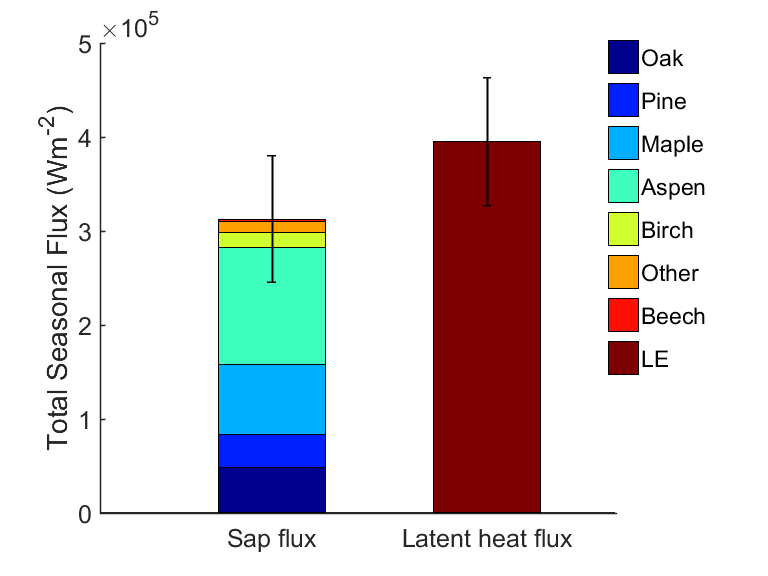 ×10^5
Total Seasonal Flux (Wm^-2)
5
4
3
2
1
0
Sap flux
Latent heat flux
Oak
Pine
Maple
Aspen
Birch
Other
Beech
LE